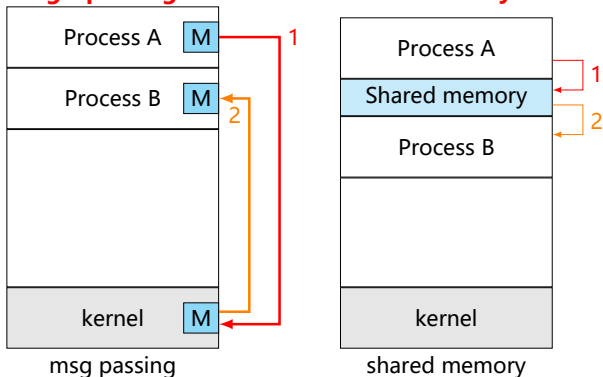 Process A M 1
Process B M
2
kernel M
msg passing
Process A
1
Shared memory
2
Process B
kernel
shared memory